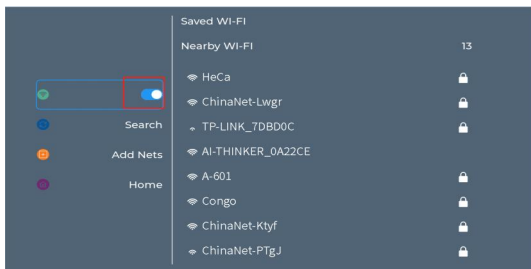 Saved WI-FI
Nearby WI-FI 13
HeCa
ChinaNet-Lwgr
Search
TP-LINK_7DBD0C
Add Nets
AI-THINKER_0A22CE
A-601
Home
Congo
ChinaNet-Ktyf
ChinaNet-PTgJ